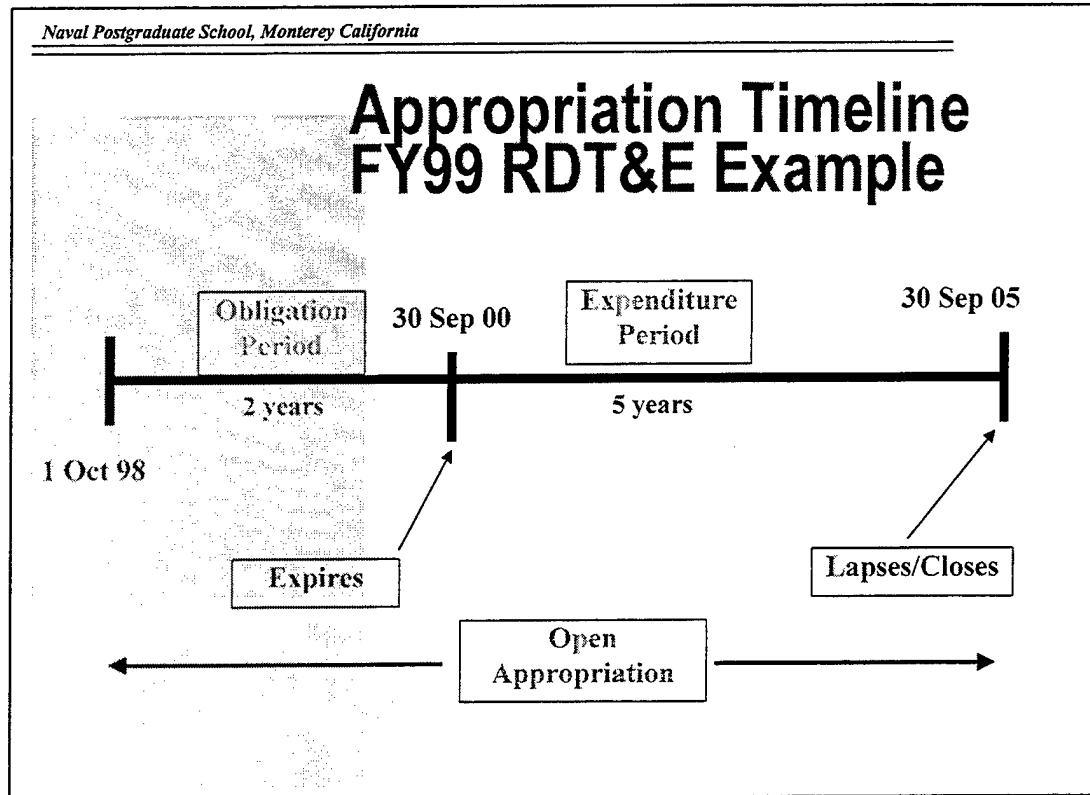 Naval Postgraduate School, Monterey California
Appropriation Timeline
FY99 RDT&E Example
Obligation
Period
30 Sep 00
Expenditure
Period
30 Sep 05
2 years
5 years
1 Oct 98
Expires
Lapses/Closes
Open
Appropriation